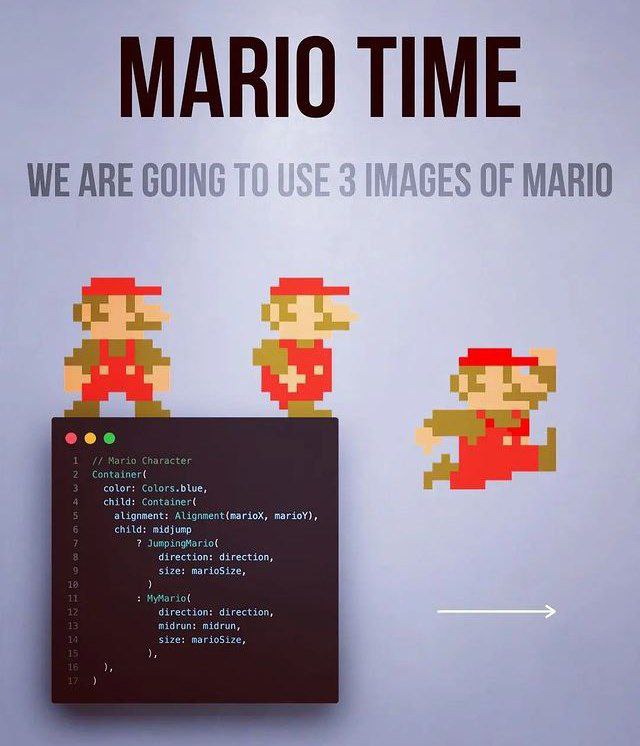 MARIO TIME
WE ARE GOING TO USE 3 IMAGES OF MARIO
1 // Mario Character
2 Container(
3   color: Colors.blue,
4   child: Container(
5     alignment: Alignment(marioX, marioY),
6     child: midjump
7         ? JumpingMario(
8             direction: direction,
9             size: marioSize,
10           )
11         : MyMario(
12             direction: direction,
13             midrun: midrun,
14             size: marioSize,
15           ),
16   ),
17 )